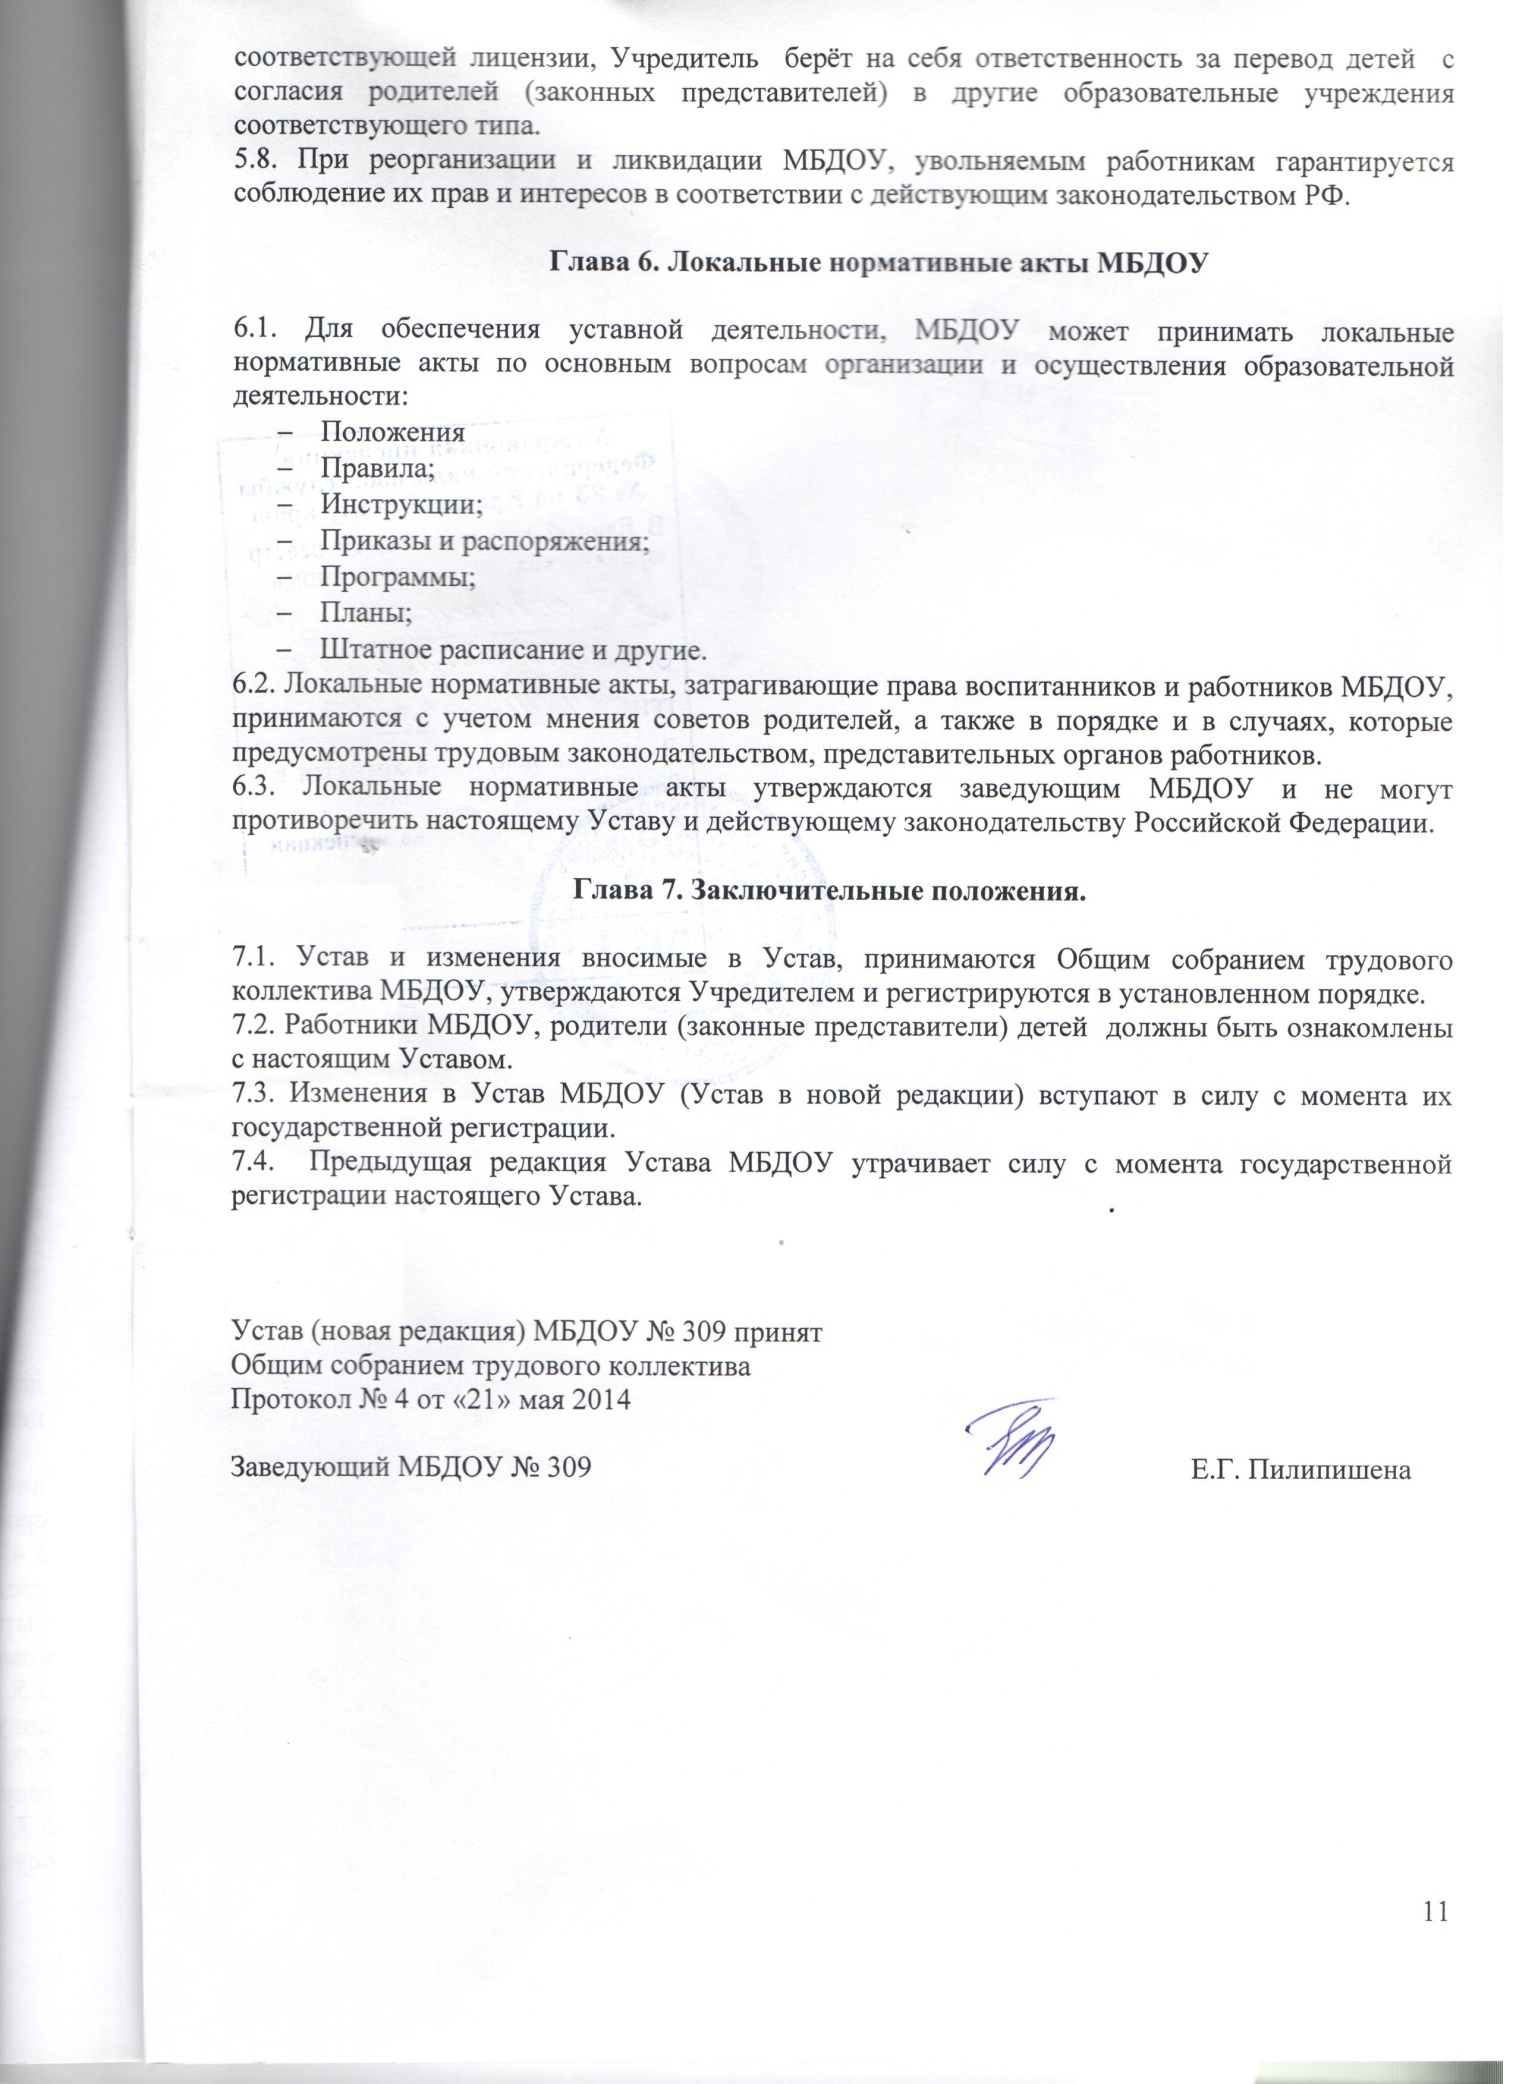 соответствующей лицензии, Учредитель берёт на себя ответственность за перевод детей с
согласия родителей (законных представителей) в другие образовательные учреждения
соответствующего типа.
5.8. При реорганизации и ликвидации МБДОУ, увольняемым работникам гарантируется
соблюдение их прав и интересов в соответствии с действующим законодательством РФ.
Глава 6. Локальные нормативные акты МБДОУ
6.1. Для обеспечения уставной деятельности, МБДОУ может принимать локальные
нормативные акты по основным вопросам организации и осуществления образовательной
деятельности:
– Положения
– Правила;
– Инструкции;
– Приказы и распоряжения;
– Программы;
– Планы;
– Штатное расписание и другие.
6.2. Локальные нормативные акты, затрагивающие права воспитанников и работников МБДОУ,
принимаются с учетом мнения советов родителей, а также в порядке и в случаях, которые
предусмотрены трудовым законодательством, представительных органов работников.
6.3. Локальные нормативные акты утверждаются заведующим МБДОУ и не могут
противоречить настоящему Уставу и действующему законодательству Российской Федерации.
Глава 7. Заключительные положения.
7.1. Устав и изменения вносимые в Устав, принимаются Общим собранием трудового
коллектива МБДОУ, утверждаются Учредителем и регистрируются в установленном порядке.
7.2. Работники МБДОУ, родители (законные представители) детей должны быть ознакомлены
с настоящим Уставом.
7.3. Изменения в Устав МБДОУ (Устав в новой редакции) вступают в силу с момента их
государственной регистрации.
7.4. Предыдущая редакция Устава МБДОУ утрачивает силу с момента государственной
регистрации настоящего Устава.
Устав (новая редакция) МБДОУ № 309 принят
Общим собранием трудового коллектива
Протокол № 4 от «21» мая 2014
Заведующий МБДОУ № 309 Е.Г. Пилипишена
11